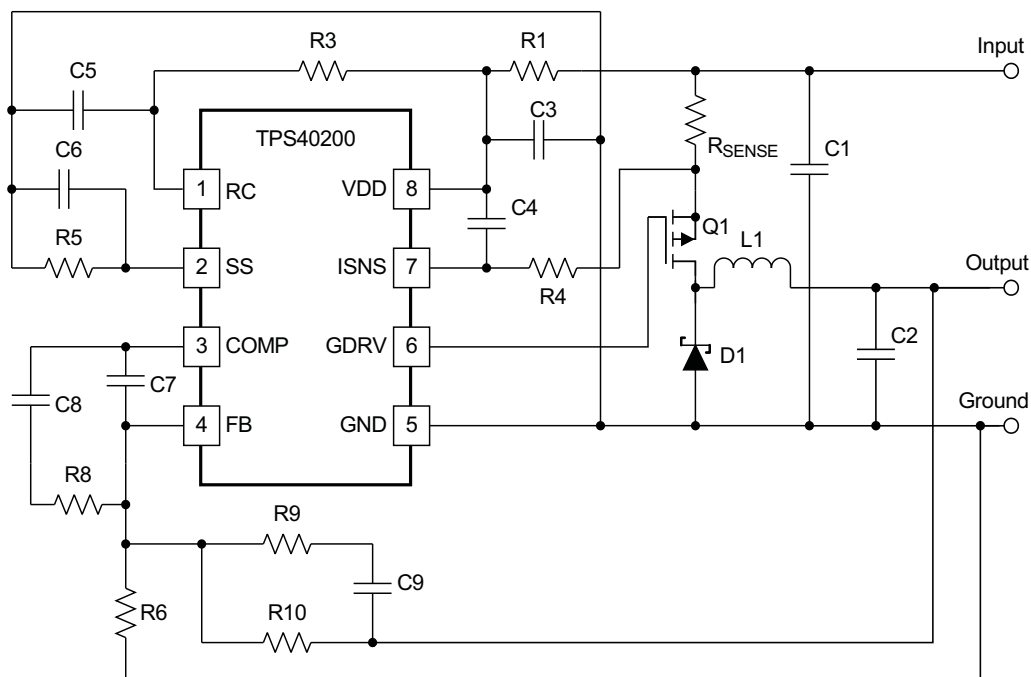 R3
R1
Input
C5
C3
TPS40200
RSENSE
C1
C6
1
RC
VDD
8
C4
Q1
L1
R5
2
SS
ISNS
7
R4
Output
3
COMP
GDRV
6
D1
C2
C7
C8
4
FB
GND
5
Ground
R8
R9
C9
R6
R10